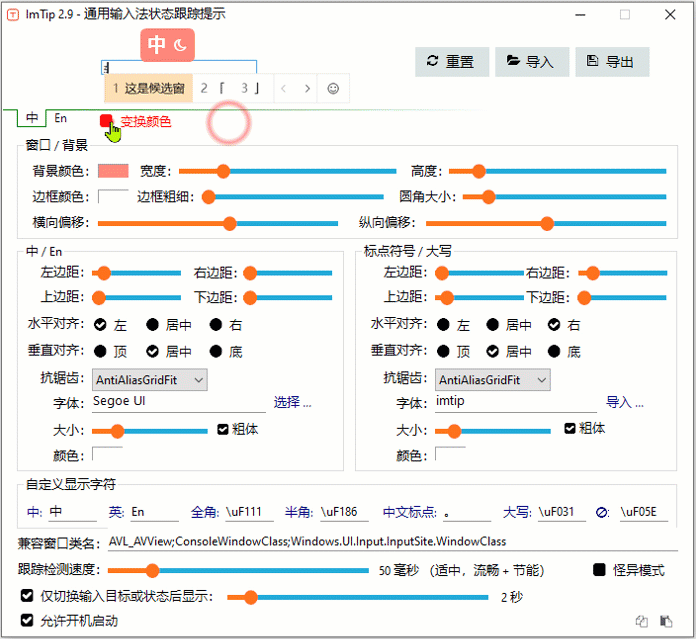 ImTip 2.9 - 通用输入法状态跟踪提示
中
重置 导入 导出
1 这是候选窗 2 「 3 」
中 En 变换颜色
窗口 / 背景
背景颜色： 宽度： 高度：
边框颜色： 边框粗细： 圆角大小：
横向偏移： 纵向偏移：
中 / En
左边距： 右边距：
上边距： 下边距：
水平对齐： 左 居中 右
垂直对齐： 顶 居中 底
抗锯齿： AntiAliasGridFit
字体： Segoe UI 选择 ...
大小： 粗体
颜色：
标点符号 / 大写
左边距： 右边距：
上边距： 下边距：
水平对齐： 左 居中 右
垂直对齐： 顶 居中 底
抗锯齿： AntiAliasGridFit
字体： imtip 导入 ...
大小： 粗体
颜色：
自定义显示字符
中: 中 英: En 全角: \uF111 半角: \uF186 中文标点: 。 大写: \uF031 \uF05E
兼容窗口类名： AVL_AVView;ConsoleWindowClass;Windows.UI.Input.InputSite.WindowClass
跟踪检测速度： 50 毫秒 （适中，流畅 + 节能） 怪异模式
仅切换输入目标或状态后显示： 2 秒
允许开机启动